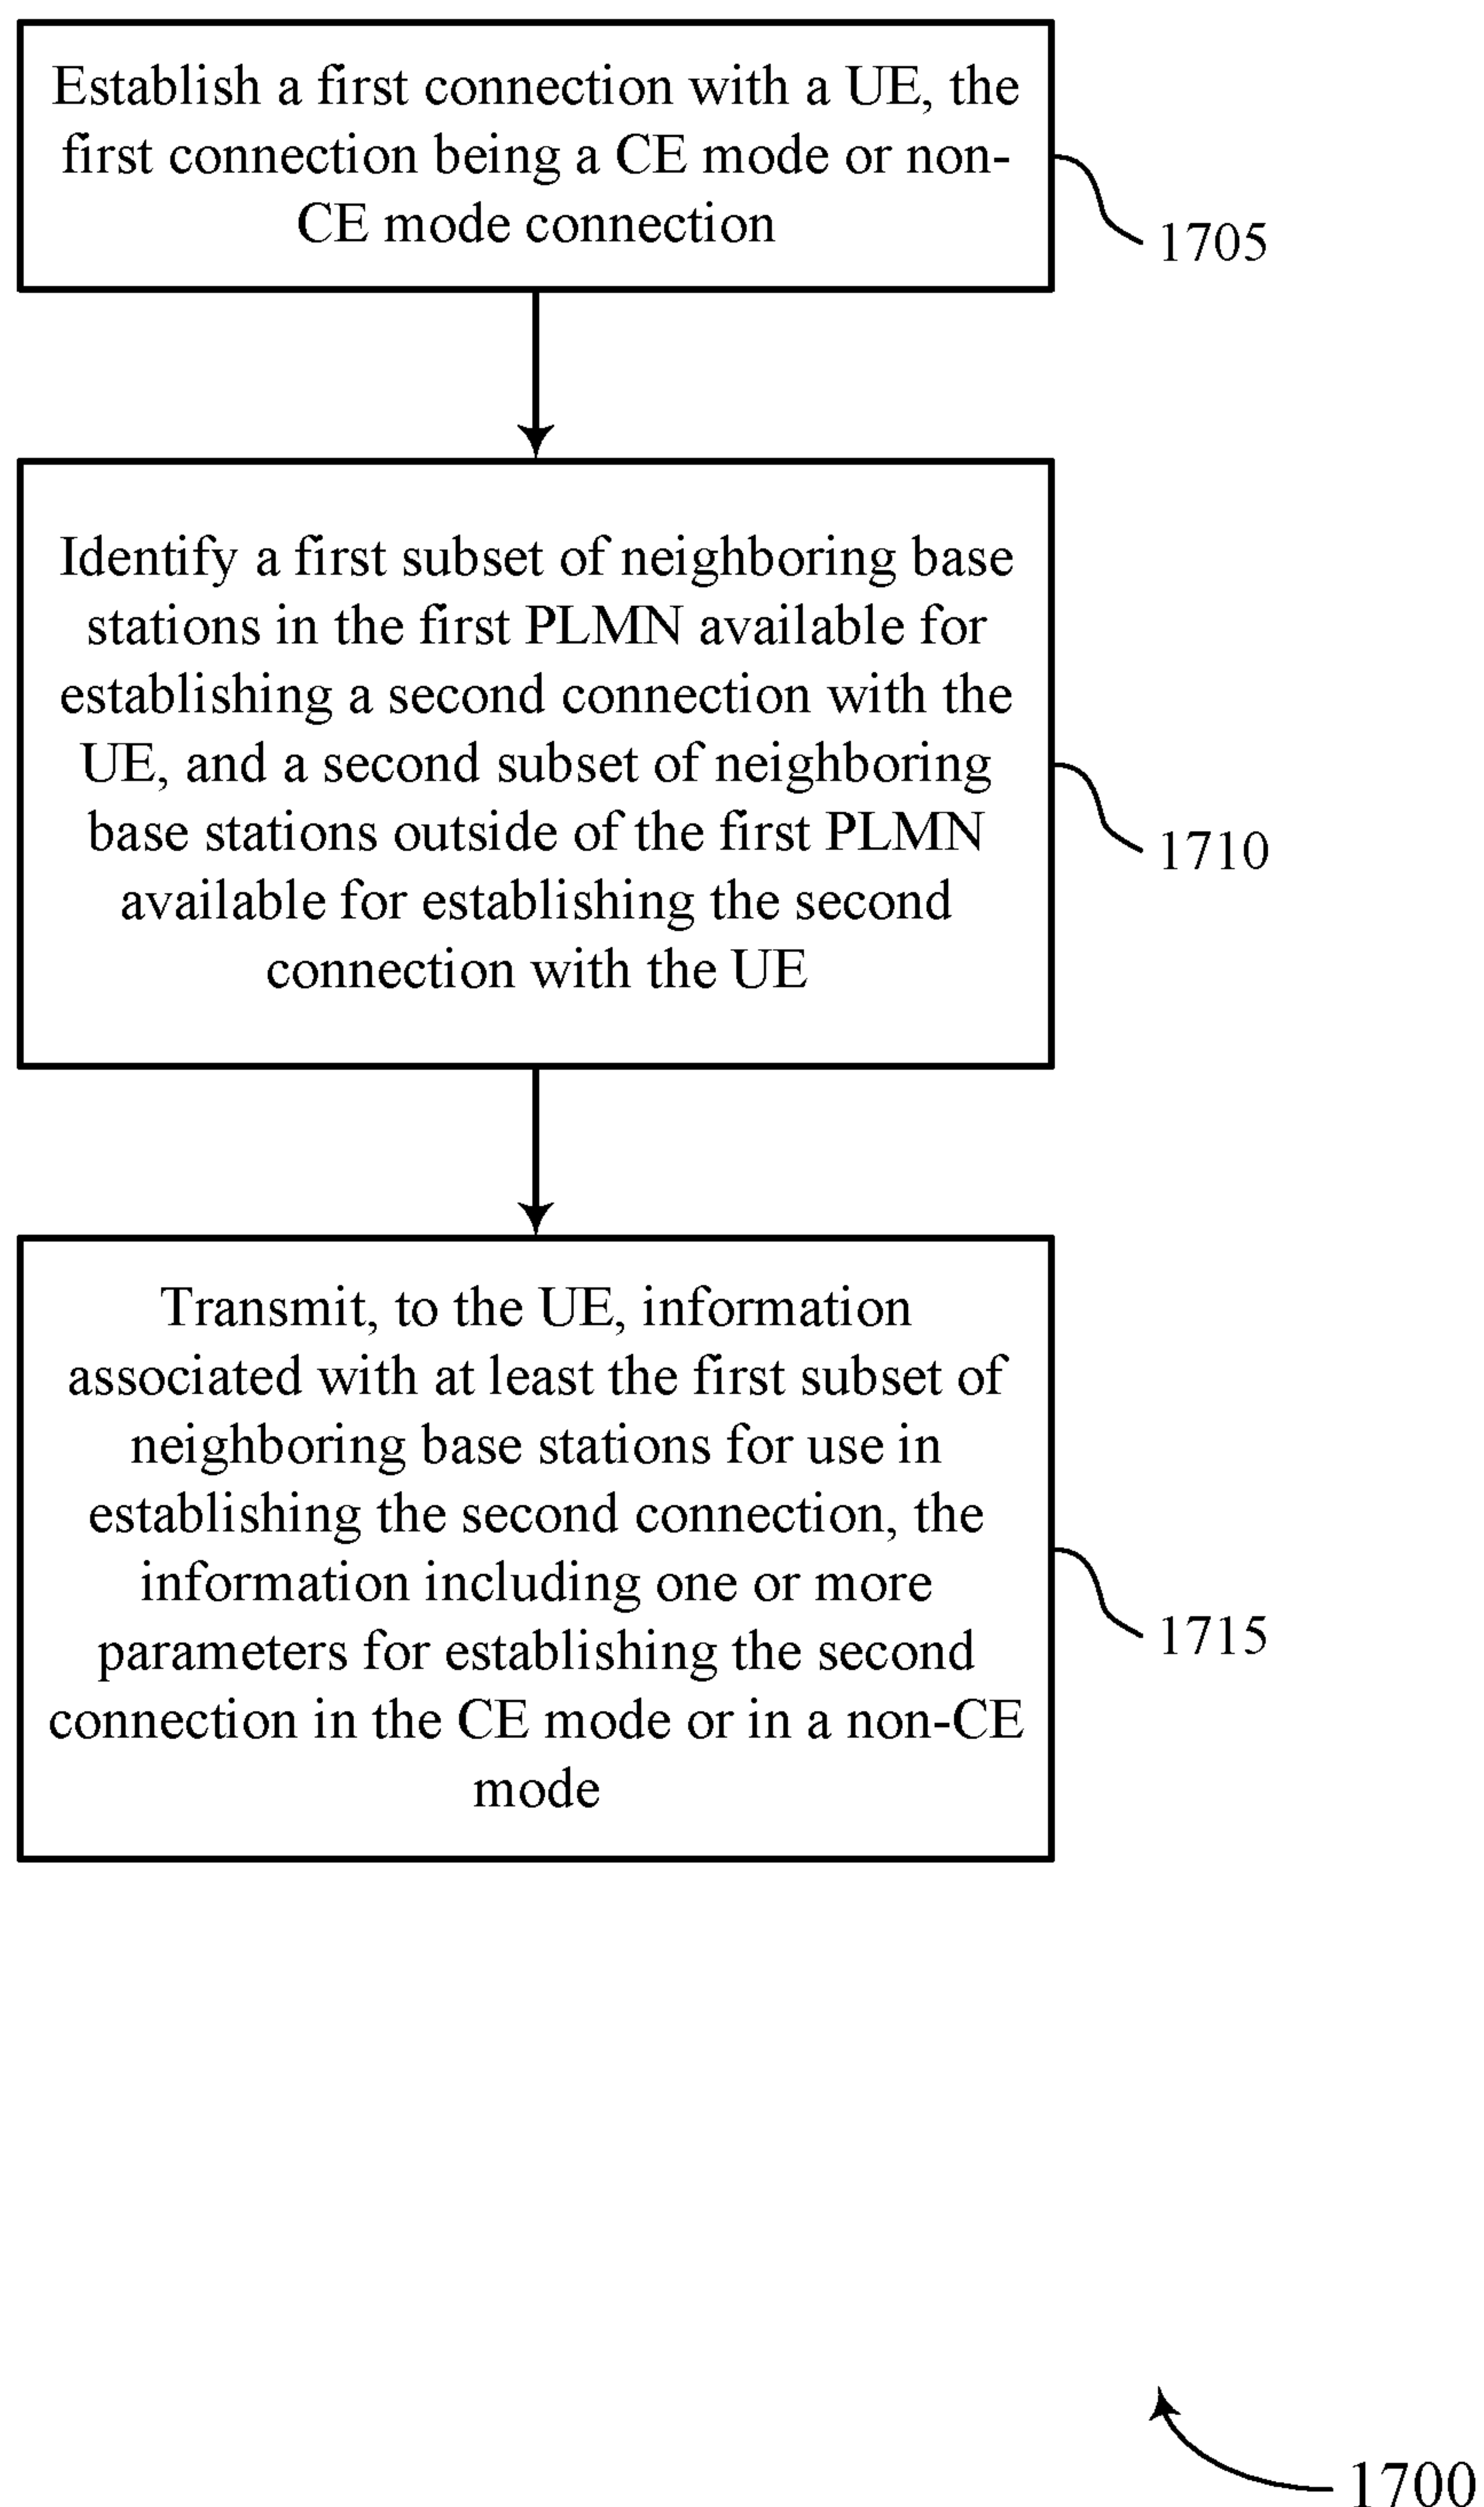 Establish a first connection with a UE, the
first connection being a CE mode or non-
CE mode connection
1705
Identify a first subset of neighboring base
stations in the first PLMN available for
establishing a second connection with the
UE, and a second subset of neighboring
base stations outside of the first PLMN
available for establishing the second
connection with the UE
1710
Transmit, to the UE, information
associated with at least the first subset of
neighboring base stations for use in
establishing the second connection, the
information including one or more
parameters for establishing the second
connection in the CE mode or in a non-CE
mode
1715
1700